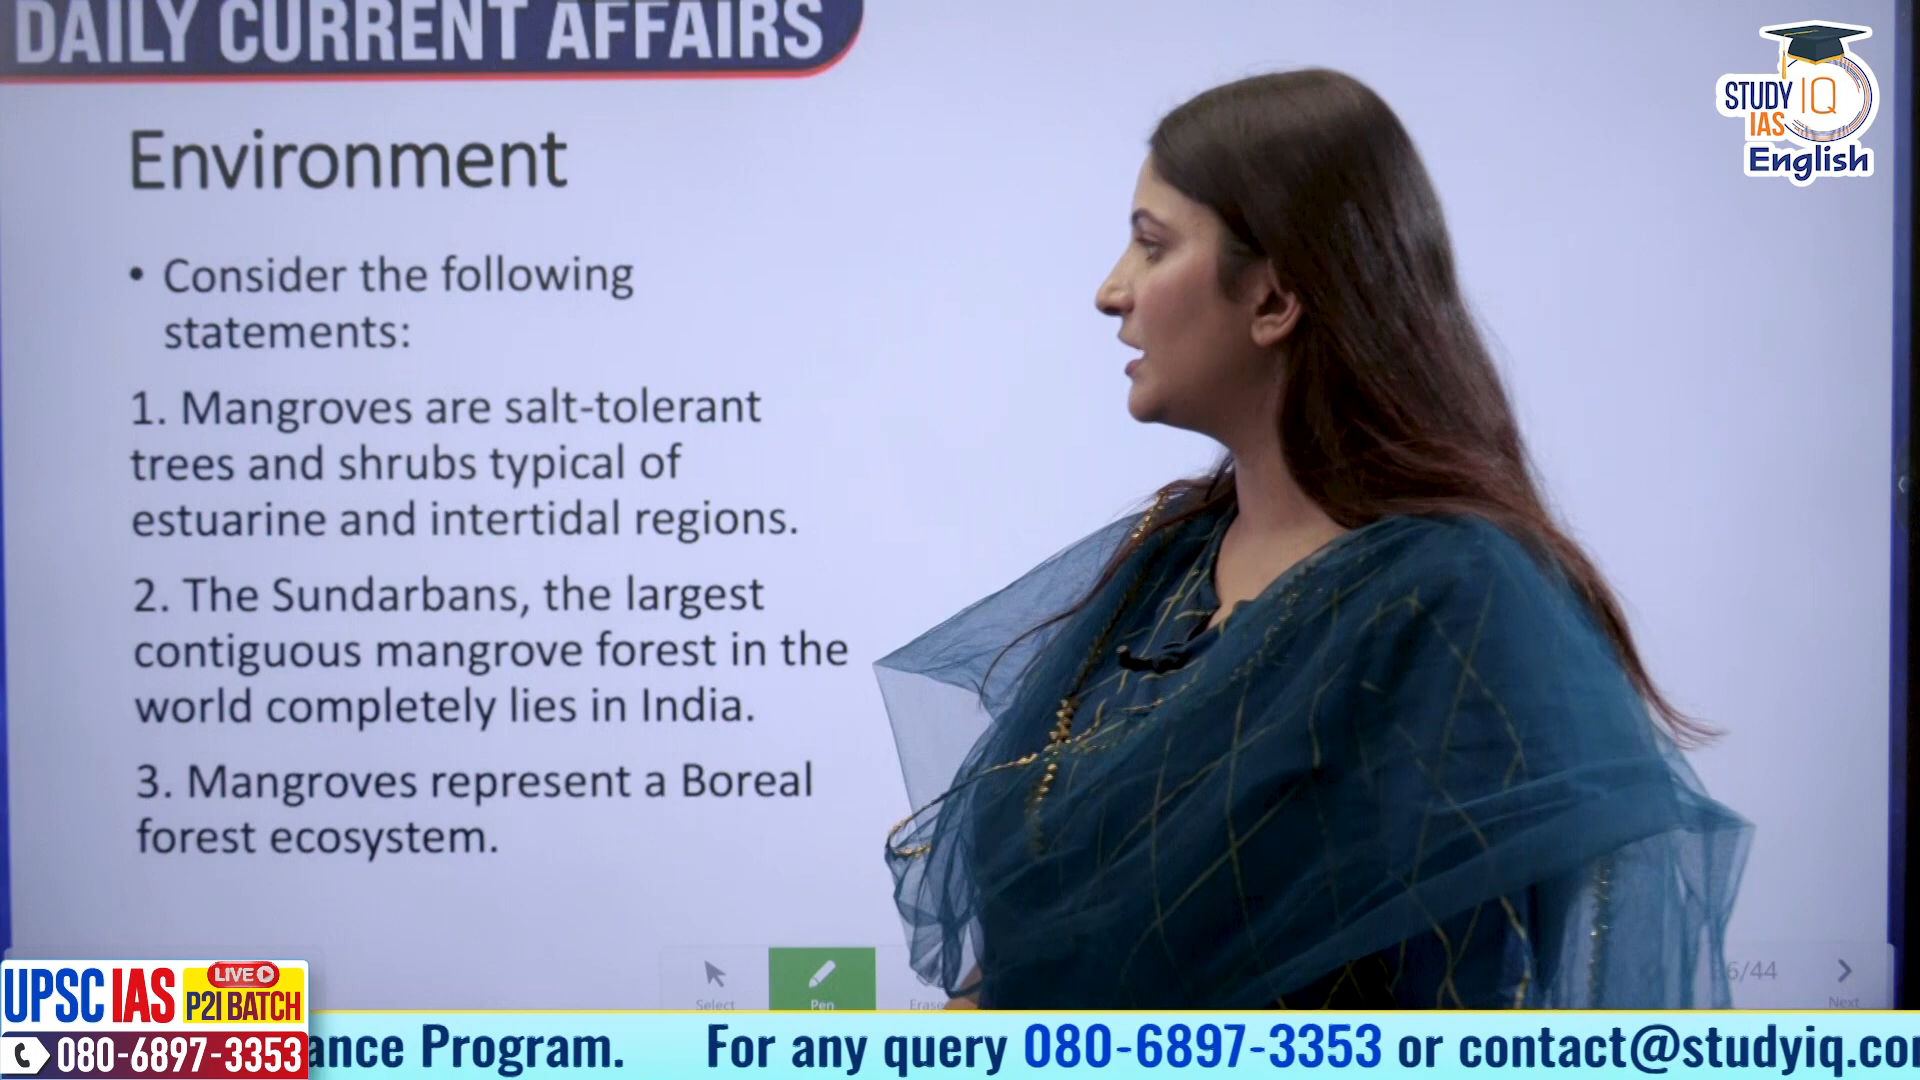 DAILY CURRENT AFFAIRS
STUDY IQ
IAS
English
Environment
• Consider the following
statements:
1. Mangroves are salt-tolerant
trees and shrubs typical of
estuarine and intertidal regions.
2. The Sundarbans, the largest
contiguous mangrove forest in the
world completely lies in India.
3. Mangroves represent a Boreal
forest ecosystem.
Select
Pen
6/44
Next
UPSC IAS LIVE
P2I BATCH
080-6897-3353
ance Program. For any query 080-6897-3353 or contact@studyiq.co